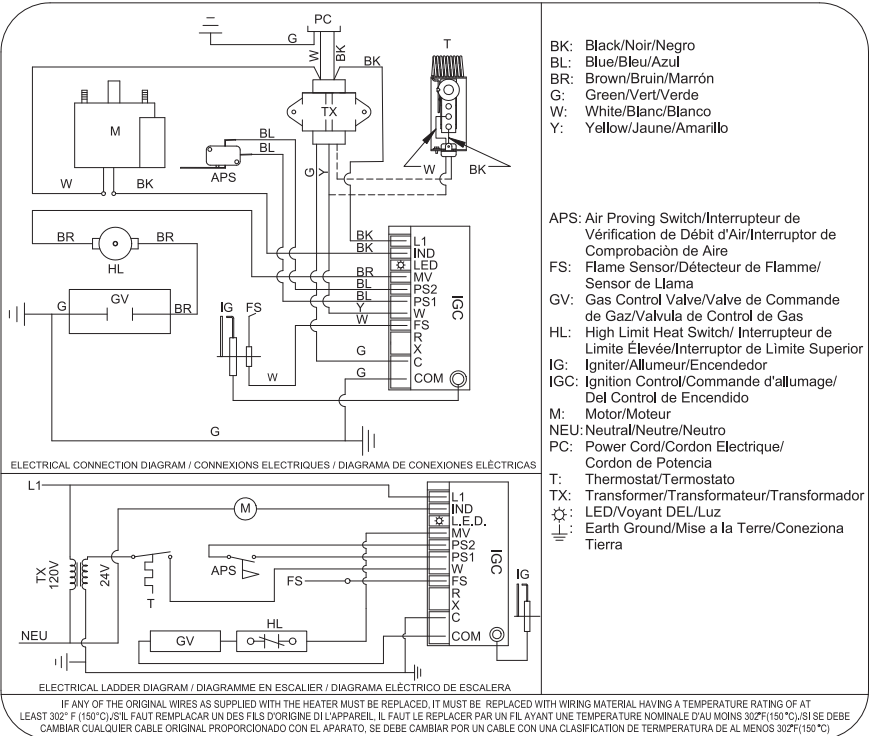 PC
G
W
BK
BK
T
TX
M
BL
BL
APS
W
BK
G
Y
W
BK
BR
BR
HL
GV
G
BR
IG
FS
W
BK
BK
BR
BL
BL
Y
W
G
G
L1
IND
LED
MV
PS2
PS1
W
FS
R
X
C
COM
IGC
G
ELECTRICAL CONNECTION DIAGRAM / CONNEXIONS ELECTRIQUES / DIAGRAMA DE CONEXIONES ELÈCTRICAS
L1
M
TX
120V
24V
T
APS
FS
NEU
GV
HL
L1
IND
L.E.D.
MV
PS2
PS1
W
FS
R
X
C
COM
IGC
IG
ELECTRICAL LADDER DIAGRAM / DIAGRAMME EN ESCALIER / DIAGRAMA ELÈCTRICO DE ESCALERA
BK: Black/Noir/Negro
BL: Blue/Bleu/Azul
BR: Brown/Bruin/Marrón
G: Green/Vert/Verde
W: White/Blanc/Blanco
Y: Yellow/Jaune/Amarillo
APS: Air Proving Switch/Interrupteur de
Vérification de Débit d'Air/Interruptor de
Comprobaciòn de Aire
FS: Flame Sensor/Détecteur de Flamme/
Sensor de Llama
GV: Gas Control Valve/Valve de Commande
de Gaz/Valvula de Control de Gas
HL: High Limit Heat Switch/ Interrupteur de
Limite Élevée/Interruptor de Lìmite Superior
IG: Igniter/Allumeur/Encendedor
IGC: Ignition Control/Commande d'allumage/
Del Control de Encendido
M: Motor/Moteur
NEU: Neutral/Neutre/Neutro
PC: Power Cord/Cordon Electrique/
Cordon de Potencia
T: Thermostat/Termostato
TX: Transformer/Transformateur/Transformador
: LED/Voyant DEL/Luz
: Earth Ground/Mise a la Terre/Coneziona
Tierra
IF ANY OF THE ORIGINAL WIRES AS SUPPLIED WITH THE HEATER MUST BE REPLACED, IT MUST BE REPLACED WITH WIRING MATERIAL HAVING A TEMPERATURE RATING OF AT
LEAST 302° F (150°C)./S'IL FAUT REMPLACAR UN DES FILS D'ORIGINE DI L'APPAREIL, IL FAUT LE REPLACER PAR UN FIL AYANT UNE TEMPERATURE NOMINALE D'AU MOINS 302°F(150°C)./SI SE DEBE
CAMBIAR CUALQUIER CABLE ORIGINAL PROPORCIONADO CON EL APARATO, SE DEBE CAMBIAR POR UN CABLE CON UNA CLASIFICATION DE TERMPERATURA DE AL MENOS 302°F(150°C)